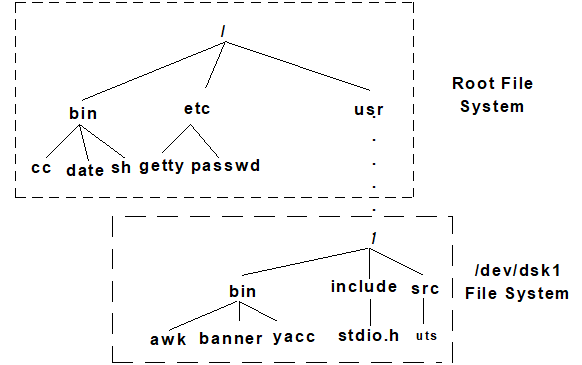 /
Root File
System
bin
etc
usr
cc
date
sh
getty
passwd
/
/dev/dsk1
File System
bin
include
src
awk
banner
yacc
stdio.h
uts